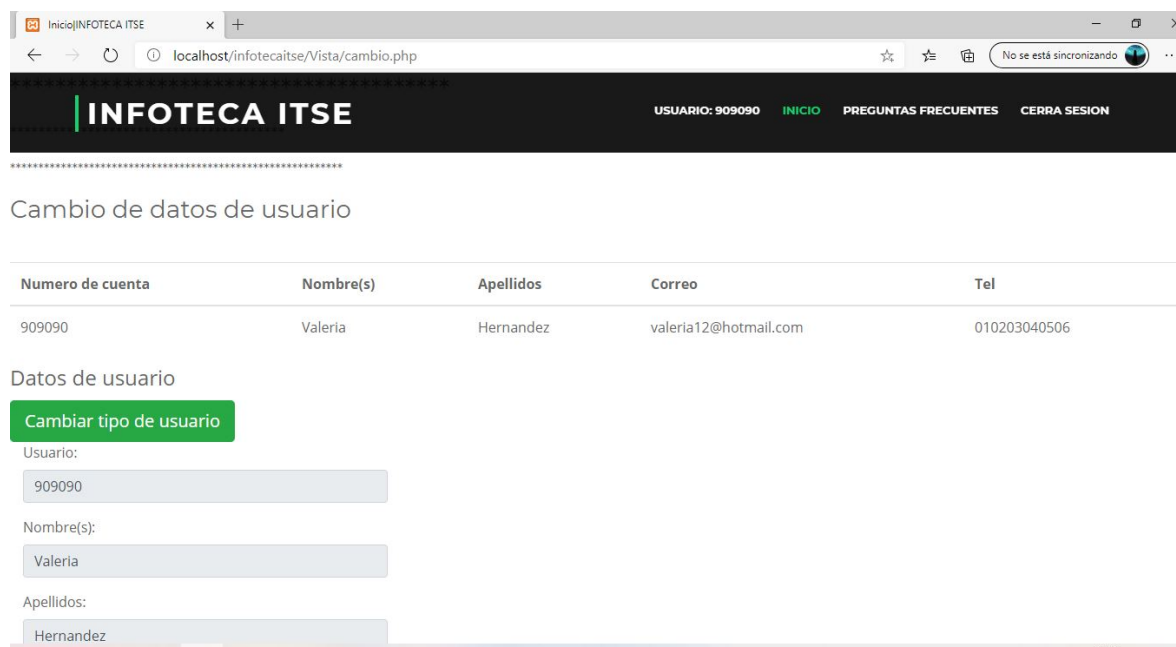 Inicio|INFOTECA ITSE
localhost/infotecaitse/Vista/cambio.php
No se está sincronizando
INFOTECA ITSE
USUARIO: 909090 INICIO PREGUNTAS FRECUENTES CERRA SESION
Cambio de datos de usuario
Numero de cuenta Nombre(s) Apellidos Correo Tel
909090 Valeria Hernandez valeria12@hotmail.com 010203040506
Datos de usuario
Cambiar tipo de usuario
Usuario:
909090
Nombre(s):
Valeria
Apellidos:
Hernandez